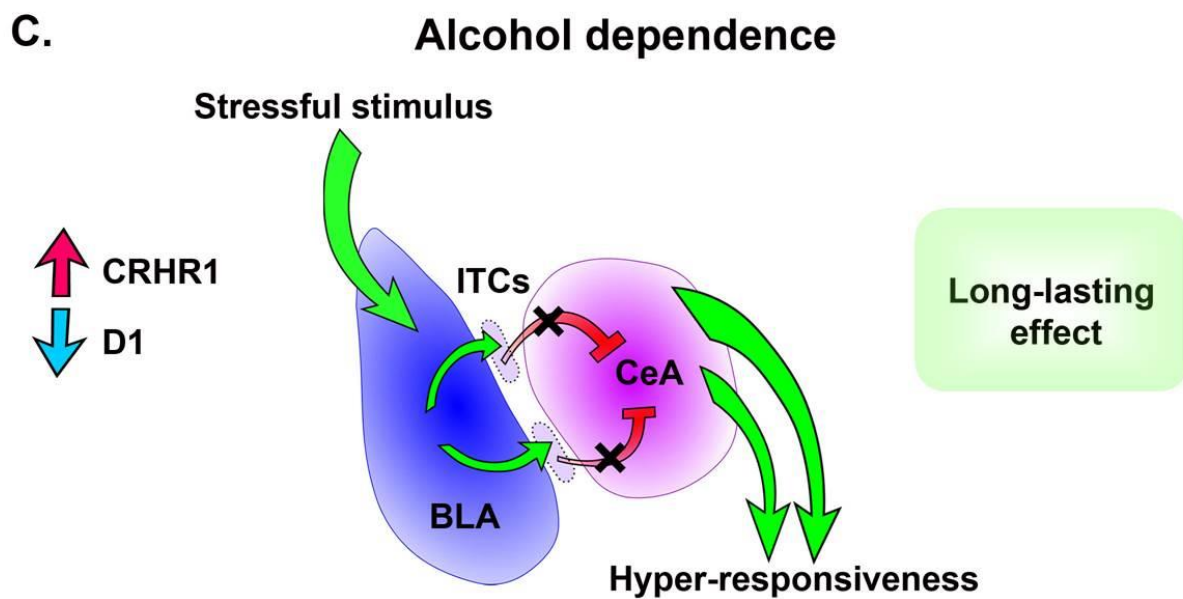 C.
Alcohol dependence
Stressful stimulus
CRHR1
D1
ITCs
CeA
BLA
Long-lasting
effect
Hyper-responsiveness